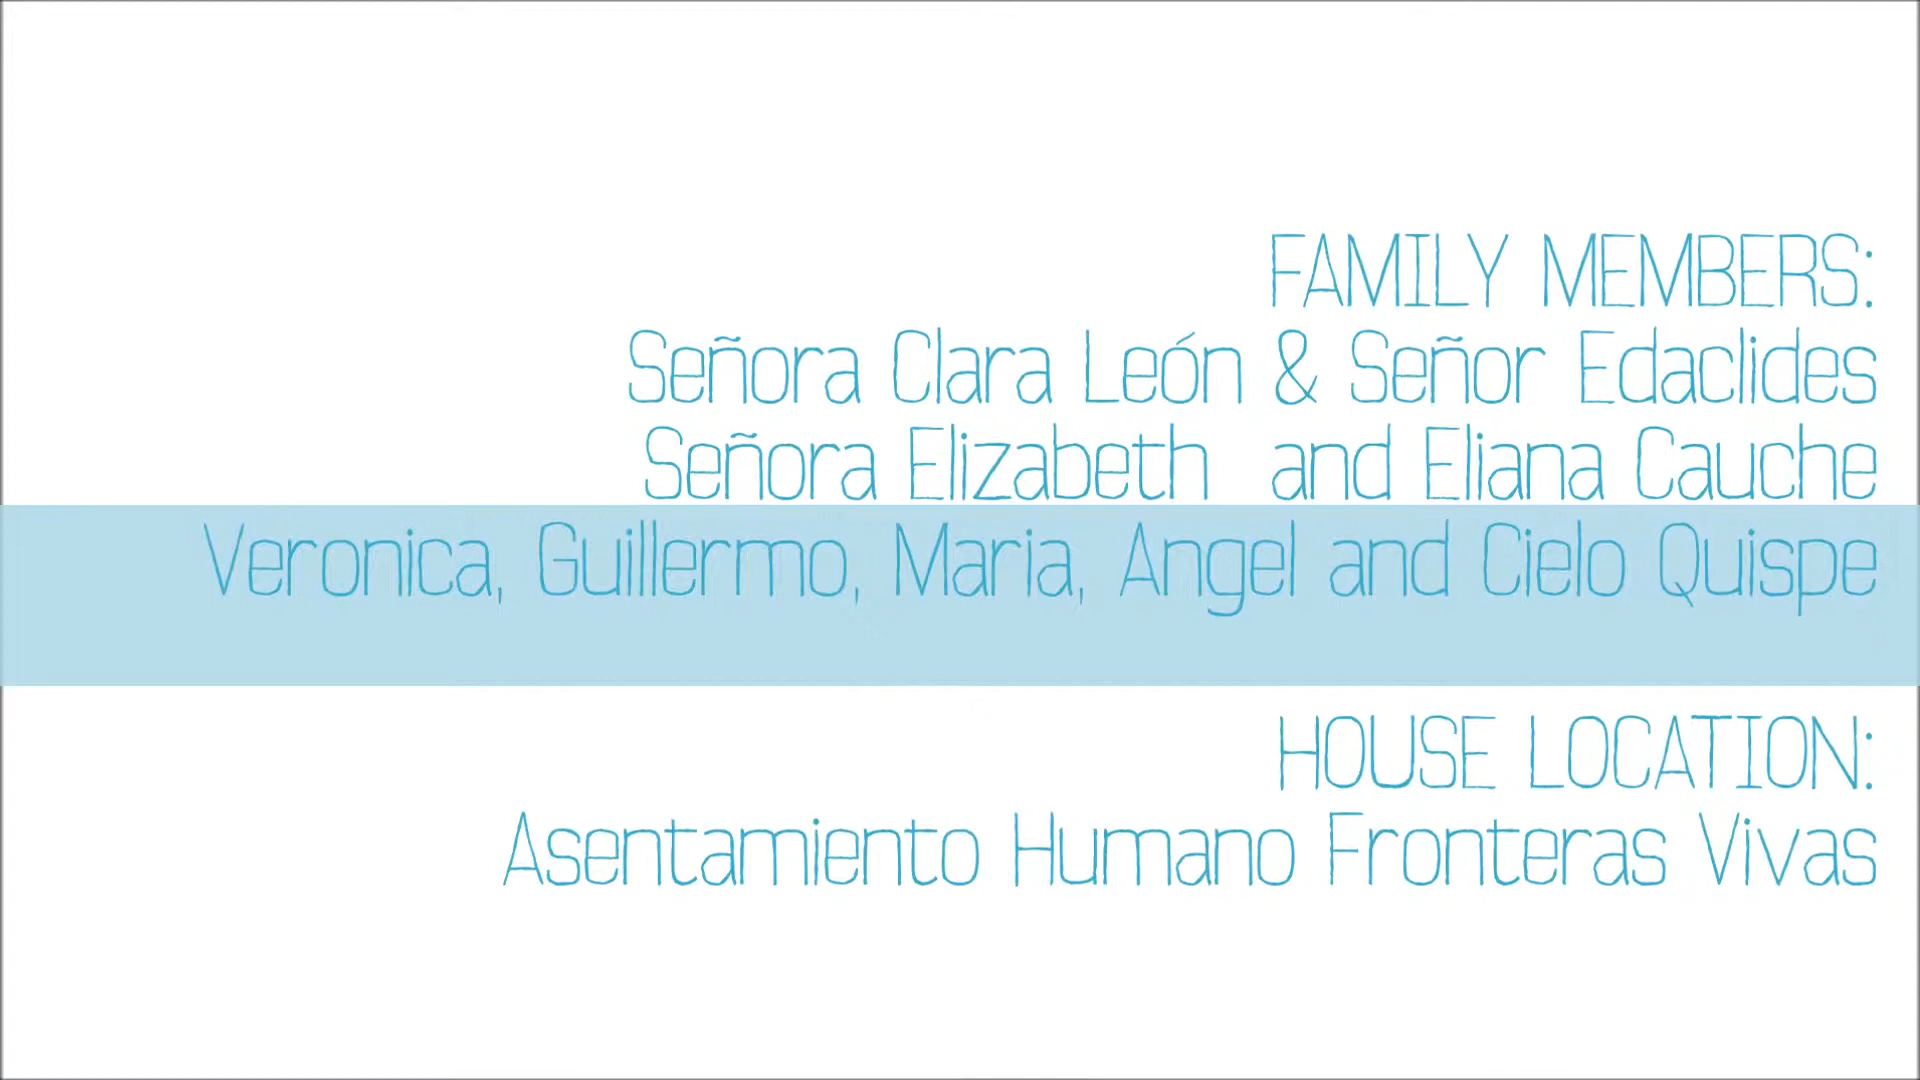 FAMILY MEMBERS:
Señora Clara León & Señor Edaclides
Señora Elizabeth and Eliana Cauche
Veronica, Guillermo, Maria, Angel and Cielo Quispe
HOUSE LOCATION:
Asentamiento Humano Fronteras Vivas